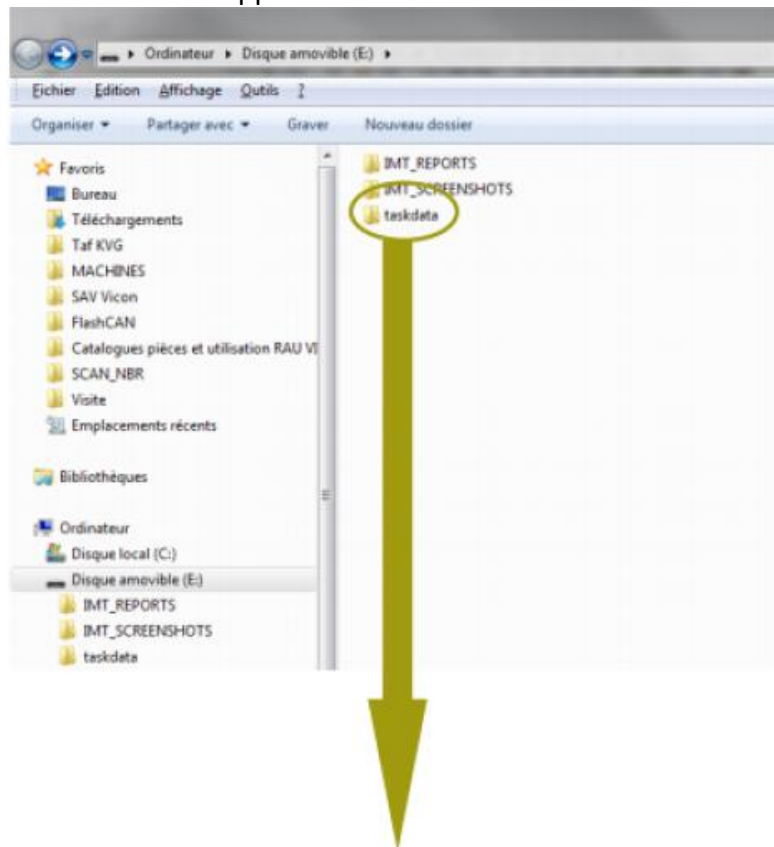 Ordinateur ▸ Disque amovible (E:) ▸
Fichier Edition Affichage Outils ?
Organiser ▾ Partager avec ▾ Graver Nouveau dossier
Favoris
Bureau
Téléchargements
Taf KVG
MACHINES
SAV Vicon
FlashCAN
Catalogues pièces et utilisation RAU VI
SCAN_NBR
Visite
Emplacements récents
Bibliothèques
Ordinateur
Disque local (C:)
Disque amovible (E:)
IMT_REPORTS
IMT_SCREENSHOTS
taskdata
IMT_REPORTS
IMT_SCREENSHOTS
taskdata